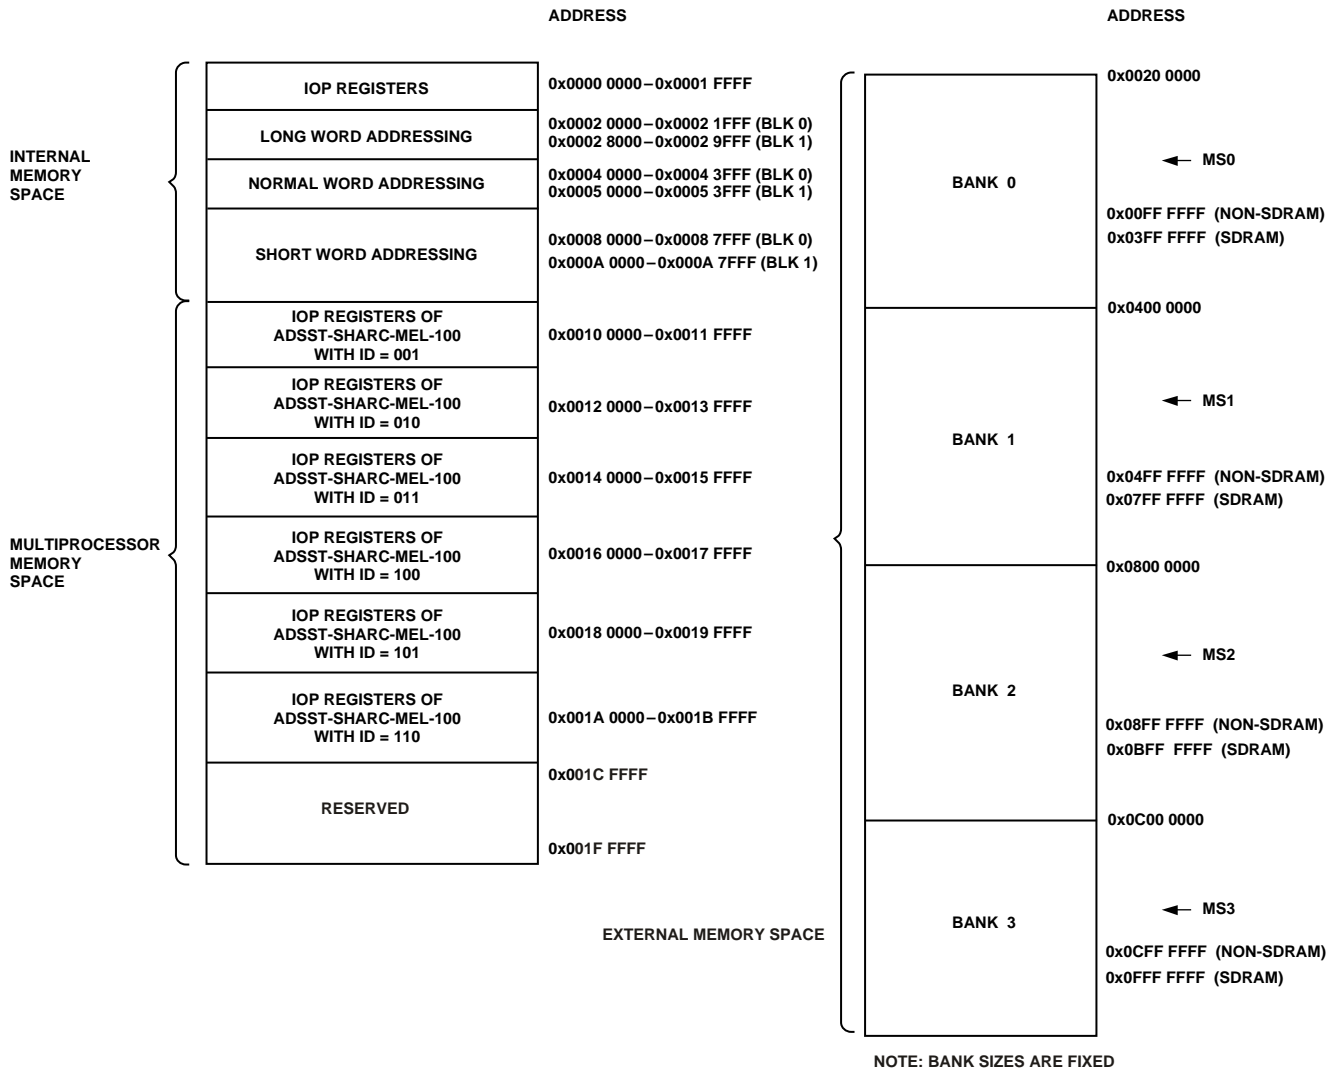 ADDRESS
INTERNAL
MEMORY
SPACE
IOP REGISTERS
0x0000 0000–0x0001 FFFF
LONG WORD ADDRESSING
0x0002 0000–0x0002 1FFF (BLK 0)
0x0002 8000–0x0002 9FFF (BLK 1)
NORMAL WORD ADDRESSING
0x0004 0000–0x0004 3FFF (BLK 0)
0x0005 0000–0x0005 3FFF (BLK 1)
SHORT WORD ADDRESSING
0x0008 0000–0x0008 7FFF (BLK 0)
0x000A 0000–0x000A 7FFF (BLK 1)
MULTIPROCESSOR
MEMORY
SPACE
IOP REGISTERS OF
ADSST-SHARC-MEL-100
WITH ID = 001
0x0010 0000–0x0011 FFFF
IOP REGISTERS OF
ADSST-SHARC-MEL-100
WITH ID = 010
0x0012 0000–0x0013 FFFF
IOP REGISTERS OF
ADSST-SHARC-MEL-100
WITH ID = 011
0x0014 0000–0x0015 FFFF
IOP REGISTERS OF
ADSST-SHARC-MEL-100
WITH ID = 100
0x0016 0000–0x0017 FFFF
IOP REGISTERS OF
ADSST-SHARC-MEL-100
WITH ID = 101
0x0018 0000–0x0019 FFFF
IOP REGISTERS OF
ADSST-SHARC-MEL-100
WITH ID = 110
0x001A 0000–0x001B FFFF
RESERVED
0x001C FFFF
0x001F FFFF
ADDRESS
EXTERNAL MEMORY SPACE
0x0020 0000
BANK 0
MS0
0x00FF FFFF (NON-SDRAM)
0x03FF FFFF (SDRAM)
0x0400 0000
BANK 1
MS1
0x04FF FFFF (NON-SDRAM)
0x07FF FFFF (SDRAM)
0x0800 0000
BANK 2
MS2
0x08FF FFFF (NON-SDRAM)
0x0BFF FFFF (SDRAM)
0x0C00 0000
BANK 3
MS3
0x0CFF FFFF (NON-SDRAM)
0x0FFF FFFF (SDRAM)
NOTE: BANK SIZES ARE FIXED